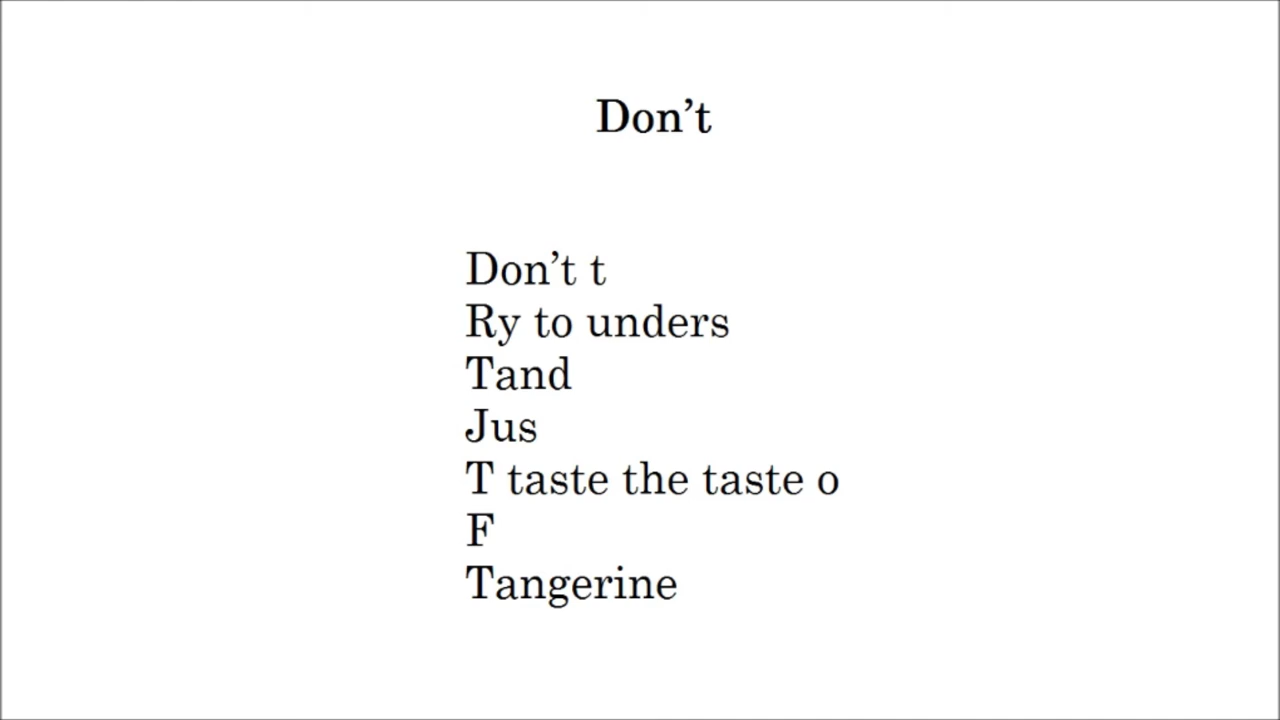 Don’t
Don’t t
Ry to unders
Tand
Jus
T taste the taste o
F
Tangerine